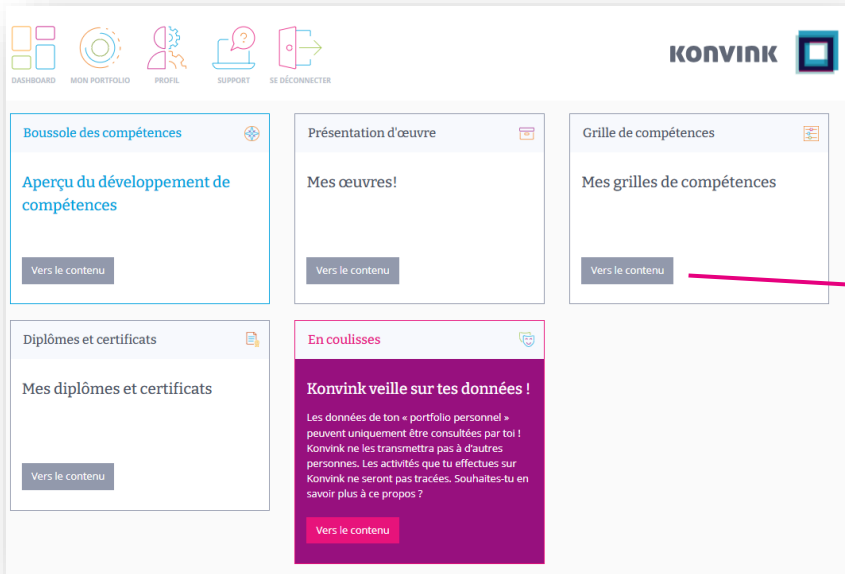 DASHBOARD
MON PORTFOLIO
PROFIL
SUPPORT
SE DÉCONNECTER
KONVINK
Boussole des compétences
Aperçu du développement de
compétences
Vers le contenu
Présentation d'œuvre
Mes œuvres!
Vers le contenu
Grille de compétences
Mes grilles de compétences
Vers le contenu
Diplômes et certificats
Mes diplômes et certificats
Vers le contenu
En coulisses
Konvink veille sur tes données !
Les données de ton « portfolio personnel »
peuvent uniquement être consultées par toi !
Konvink ne les transmettra pas à d'autres
personnes. Les activités que tu effectues sur
Konvink ne seront pas tracées. Souhaites-tu en
savoir plus à ce propos ?
Vers le contenu